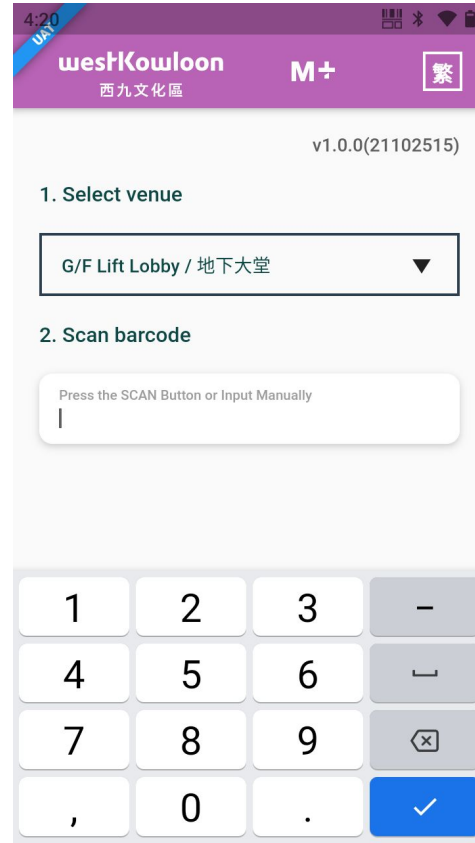 4:20
UAT
westKowloon
西九文化區
M+
繁
v1.0.0(21102515)
1. Select venue
G/F Lift Lobby / 地下大堂
2. Scan barcode
Press the SCAN Button or Input Manually
1 2 3 –
4 5 6
7 8 9
, 0 .